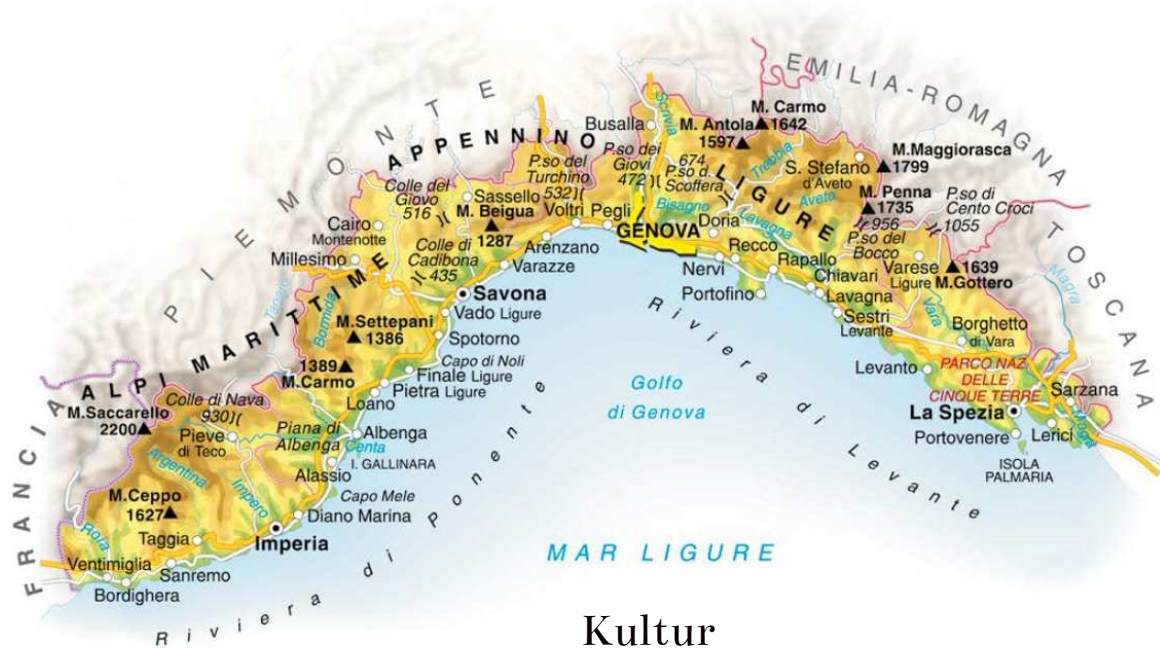 EMILIA-ROMAGNA
PIEMONTE
TOSCANA
FRANCIA
APPENNINO
LIGURE
ALPI MARITTIME
M. Carmo
1642
M. Antola
1597
Busalla
Scrivia
P.so dei
Giovi
472
674
P.so d.
Scoffera
Trebbia
S. Stefano
d'Aveto
Aveto
M.Maggiorasca
1799
M. Penna
1735
956
P.so del
Bocco
P.so di
Cento Croci
1055
P.so del
Turchino
532
Colle del
Giovo
516
Sassello
M. Beigua
1287
Voltri
Pegli
GENOVA
Bisagno
Doria
Lavagna
Recco
Rapallo
Chiavari
Lavagna
Nervi
Portofino
Sestri
Levante
Varese
Ligure
1639
M.Gottero
Magra
Vara
Borghetto
di Vara
Levanto
PARCO NAZ.
DELLE
CINQUE TERRE
Sarzana
La Spezia
Portovenere
Lerici
Magra
ISOLA
PALMARIA
Cairo
Montenotte
Millesimo
Colle di
Cadibona
435
Arenzano
Varazze
Savona
Vado Ligure
Spotorno
Capo di Noli
Finale Ligure
Pietra Ligure
Loano
Tanaro
Bormida
M.Settepani
1386
1389
M.Carmo
Colle di Nava
930
M.Saccarello
2200
Pieve
di Teco
Piana di
Albenga
Albenga
Centa
I. GALLINARA
Alassio
Capo Mele
Argentina
Impero
M.Ceppo
1627
Diano Marina
Imperia
Taggia
Roia
Ventimiglia
Sanremo
Bordighera
Riviera di Ponente
Riviera di Levante
Golfo
di Genova
MAR LIGURE
Kultur